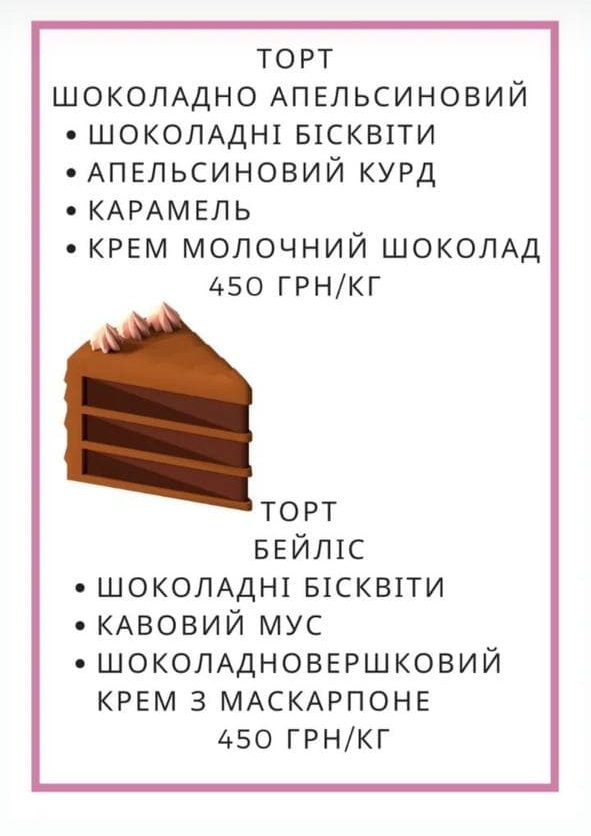 ТОРТ
ШОКОЛАДНО АПЕЛЬСИНОВИЙ
• ШОКОЛАДНІ БІСКВІТИ
• АПЕЛЬСИНОВИЙ КУРД
• КАРАМЕЛЬ
• КРЕМ МОЛОЧНИЙ ШОКОЛАД
450 ГРН/КГ
ТОРТ
БЕЙЛІС
• ШОКОЛАДНІ БІСКВІТИ
• КАВОВИЙ МУС
• ШОКОЛАДНОВЕРШКОВИЙ
КРЕМ З МАСКАРПОНЕ
450 ГРН/КГ